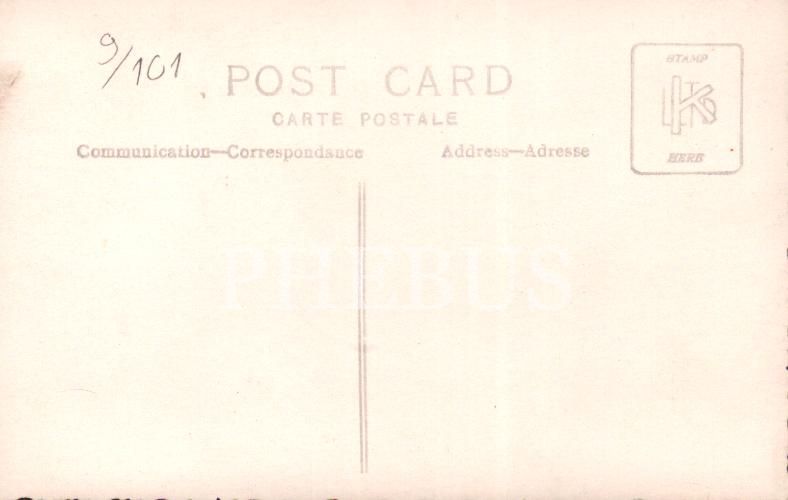 9/101
POST CARD
CARTE POSTALE
Communication—Correspondance
Address—Adresse
STAMP
HERE
PHEBUS